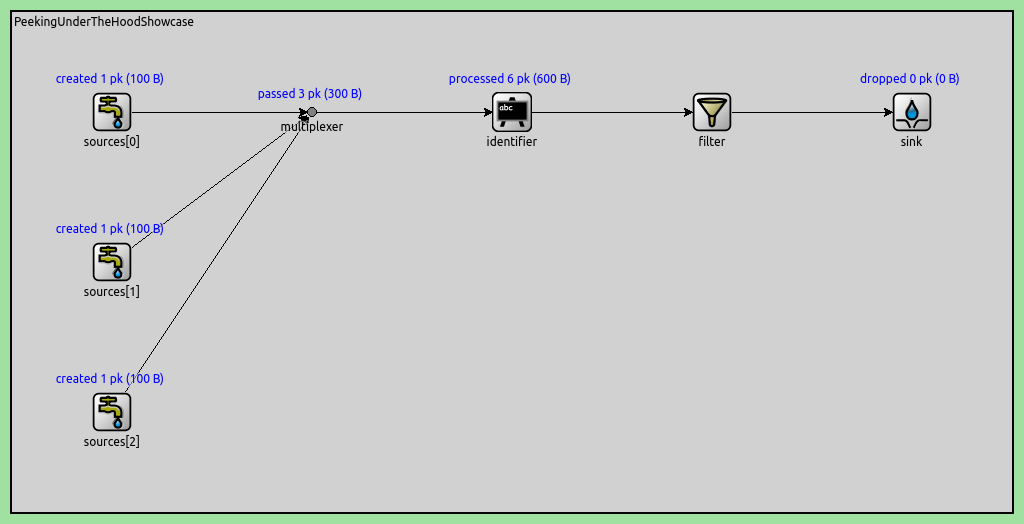 PeekingUnderTheHoodShowcase
created 1 pk (100 B)
passed 3 pk (300 B)
processed 6 pk (600 B)
dropped 0 pk (0 B)
abc
sources[0]
multiplexer
identifier
filter
sink
created 1 pk (100 B)
sources[1]
created 1 pk (100 B)
sources[2]